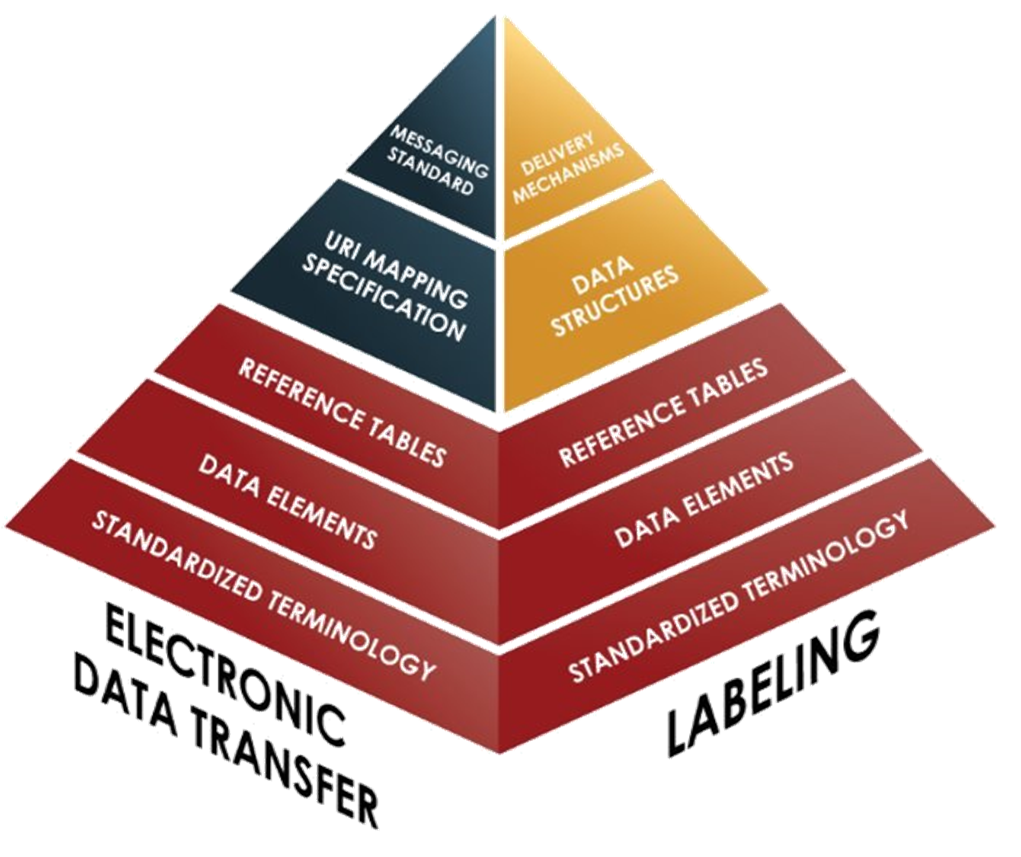 MESSAGING
STANDARD
DELIVERY
MECHANISMS
URI MAPPING
SPECIFICATION
DATA
STRUCTURES
REFERENCE TABLES
REFERENCE TABLES
DATA ELEMENTS
DATA ELEMENTS
STANDARDIZED TERMINOLOGY
STANDARDIZED TERMINOLOGY
ELECTRONIC
DATA TRANSFER
LABELING